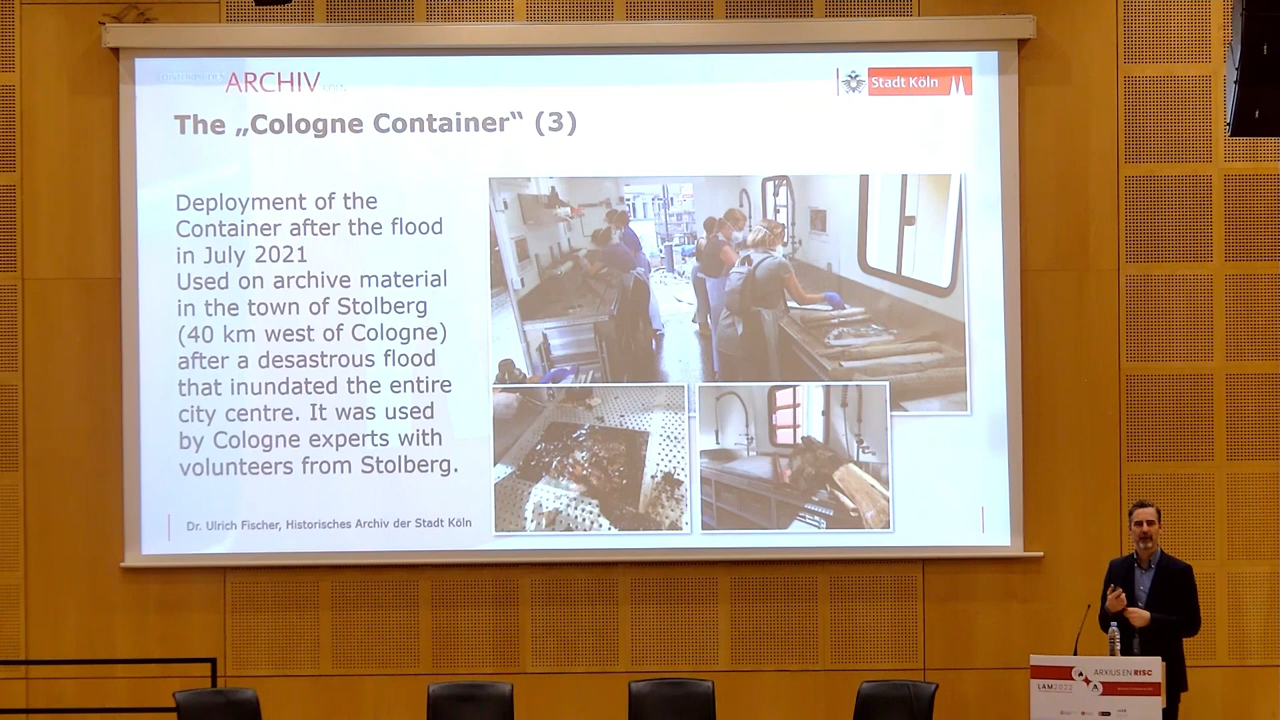 HISTORISCHES ARCHIV
Stadt Köln
The „Cologne Container“ (3)
Deployment of the
Container after the flood
in July 2021
Used on archive material
in the town of Stolberg
(40 km west of Cologne)
after a desastrous flood
that inundated the entire
city centre. It was used
by Cologne experts with
volunteers from Stolberg.
Dr. Ulrich Fischer, Historisches Archiv der Stadt Köln
ARXIUS EN RISC
LAM2022